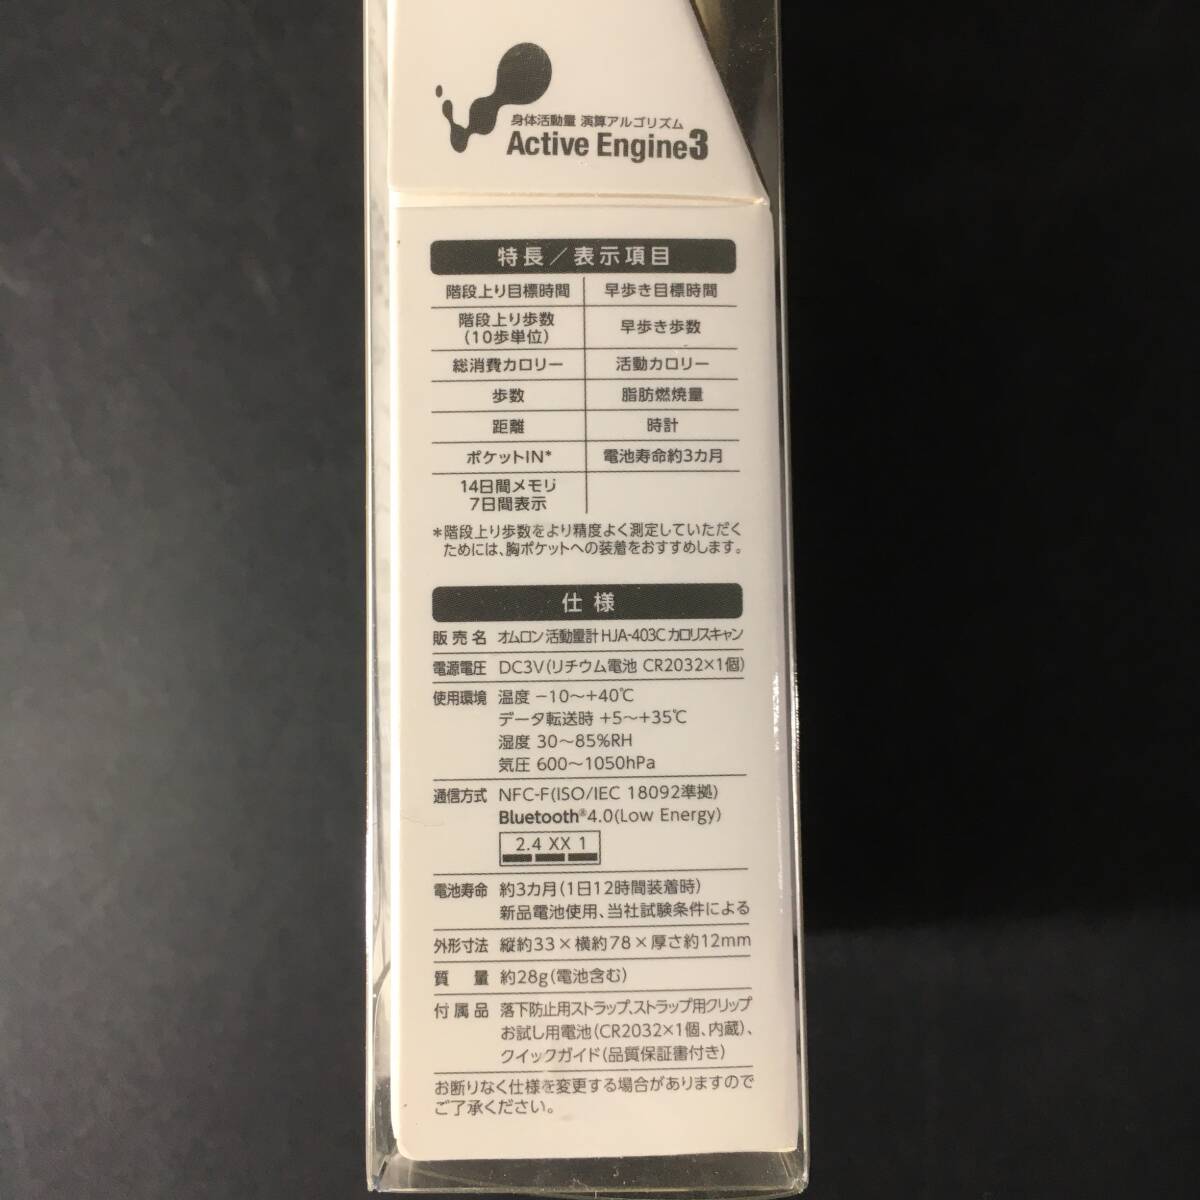 身体活動量 演算アルゴリズム
Active Engine3
特長／表示項目
階段上り目標時間 早歩き目標時間
階段上り歩数
(10歩単位)
早歩き歩数
総消費カロリー 活動カロリー
歩数 脂肪燃焼量
距離 時計
ポケットIN* 電池寿命約3カ月
14日間メモリ
7日間表示
*階段上り歩数をより精度よく測定していただく
ためには、胸ポケットへの装着をおすすめします。
仕様
販売名 オムロン 活動量計 HJA-403C カロリスキャン
電源電圧 DC3V(リチウム電池 CR2032×1個)
使用環境 温度 −10～+40℃
データ転送時 +5～+35℃
湿度 30～85%RH
気圧 600～1050hPa
通信方式 NFC-F(ISO/IEC 18092準拠)
Bluetooth®4.0(Low Energy)
2.4 XX 1
電池寿命 約3カ月(1日12時間装着時)
新品電池使用、当社試験条件による
外形寸法 縦約33×横約78×厚さ約12mm
質量 約28g(電池含む)
付属品 落下防止用ストラップ、ストラップ用クリップ
お試し用電池(CR2032×1個、内蔵)、
クイックガイド(品質保証書付き)
お断りなく仕様を変更する場合がありますので
ご了承ください。